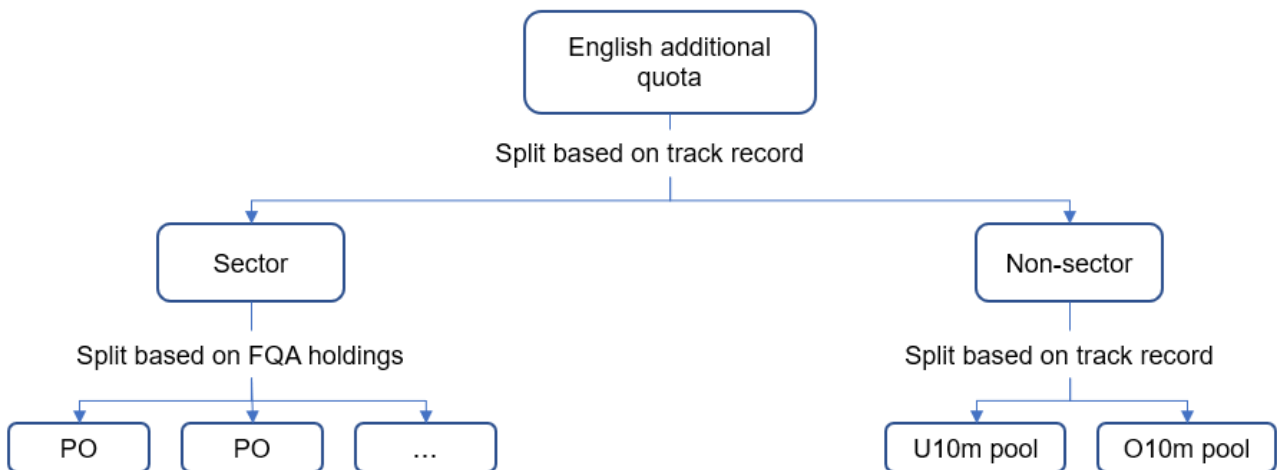 English additional
quota
Split based on track record
Sector
Non-sector
Split based on FQA holdings
Split based on track record
PO
PO
...
U10m pool
O10m pool